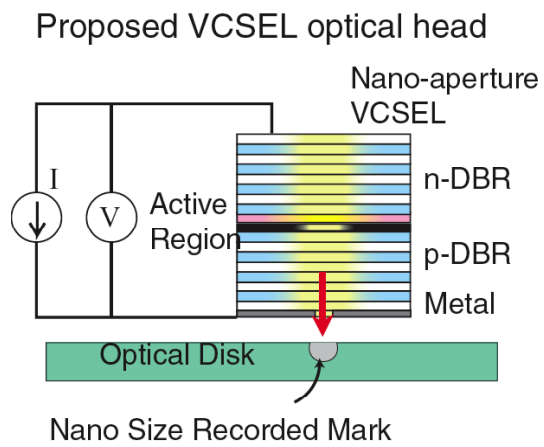 Proposed VCSEL optical head
Nano-aperture
VCSEL
I
V
Active
Region
n-DBR
p-DBR
Metal
Optical Disk
Nano Size Recorded Mark